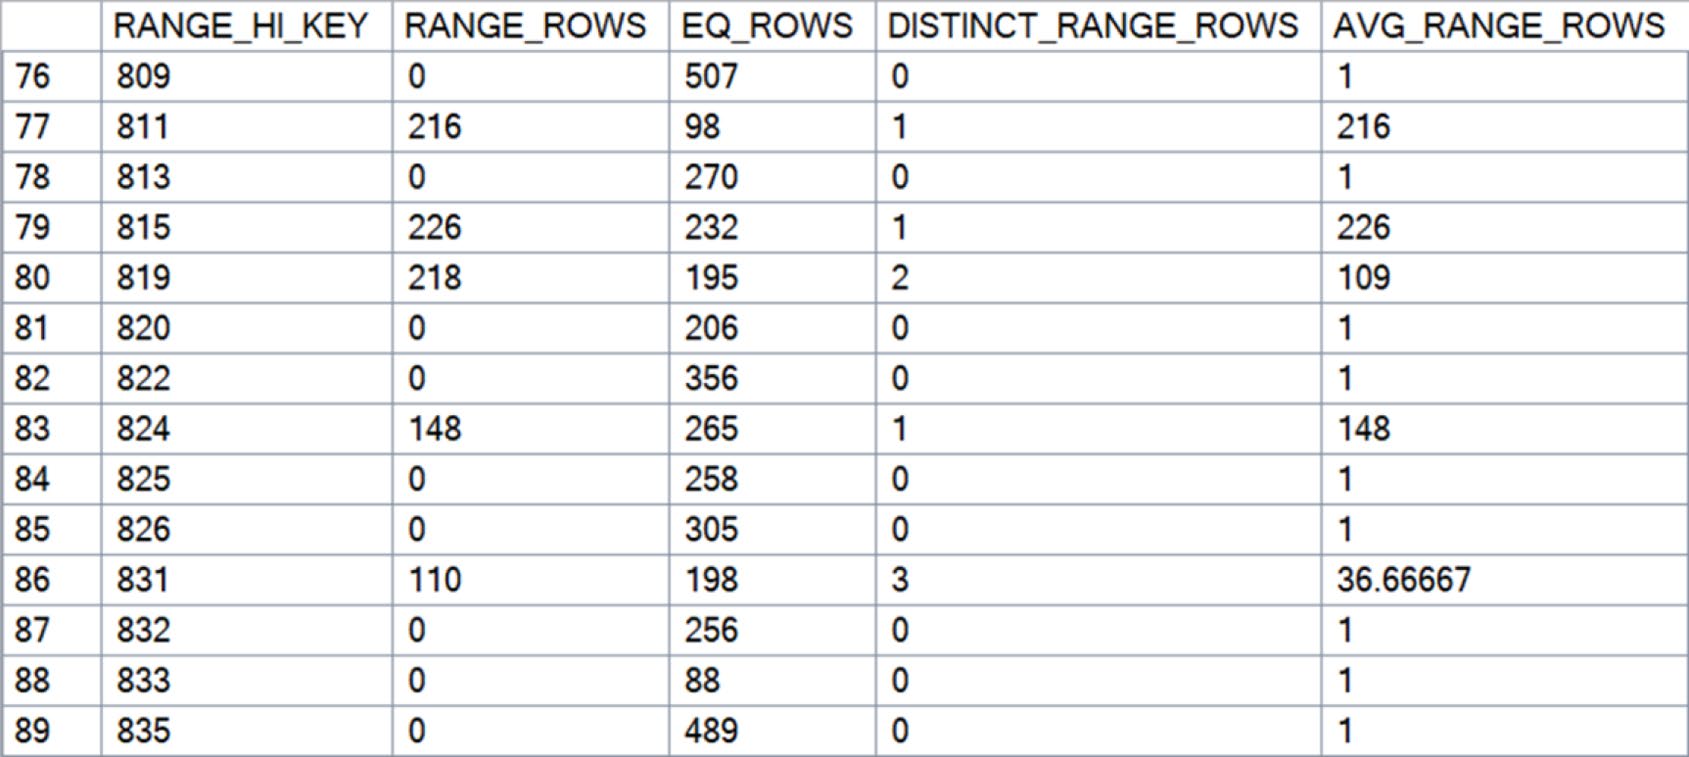 RANGE_HI_KEY RANGE_ROWS EQ_ROWS DISTINCT_RANGE_ROWS AVG_RANGE_ROWS
76 809 0 507 0 1
77 811 216 98 1 216
78 813 0 270 0 1
79 815 226 232 1 226
80 819 218 195 2 109
81 820 0 206 0 1
82 822 0 356 0 1
83 824 148 265 1 148
84 825 0 258 0 1
85 826 0 305 0 1
86 831 110 198 3 36.66667
87 832 0 256 0 1
88 833 0 88 0 1
89 835 0 489 0 1